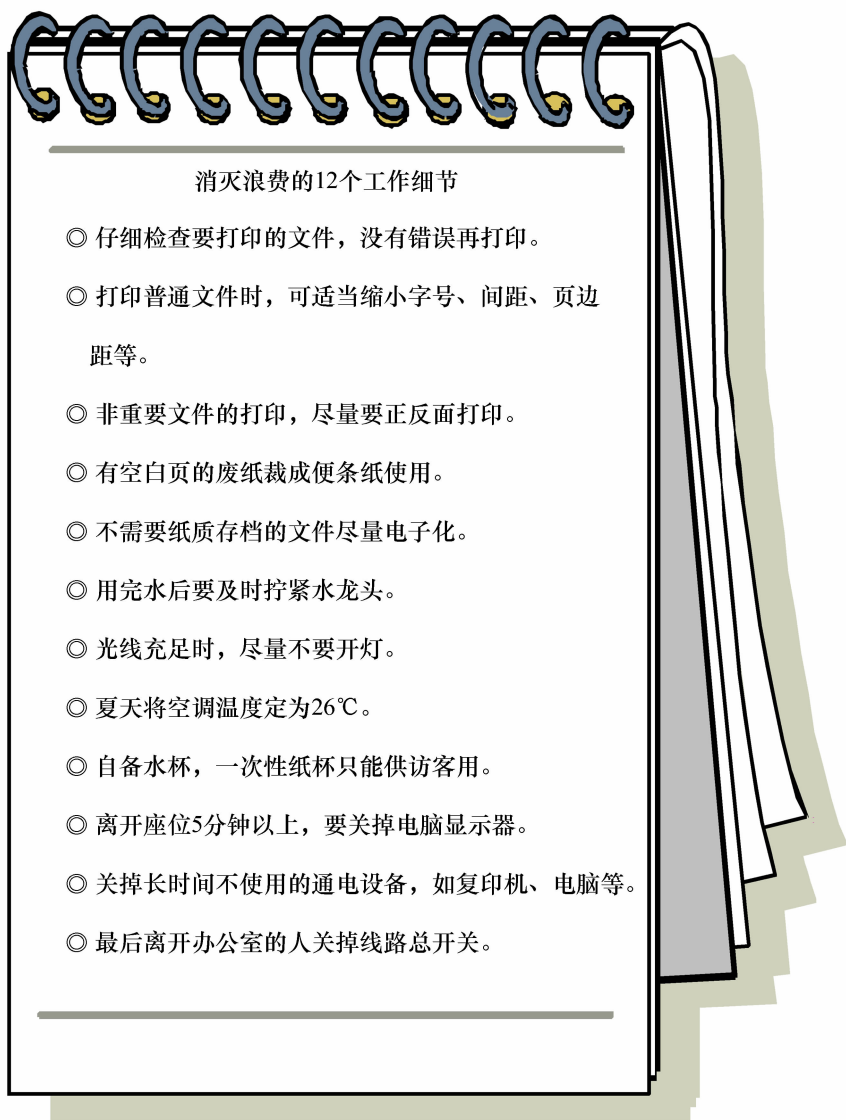 消灭浪费的12个工作细节
◎ 仔细检查要打印的文件，没有错误再打印。
◎ 打印普通文件时，可适当缩小字号、间距、页边
距等。
◎ 非重要文件的打印，尽量要正反面打印。
◎ 有空白页的废纸裁成便条纸使用。
◎ 不需要纸质存档的文件尽量电子化。
◎ 用完水后要及时拧紧水龙头。
◎ 光线充足时，尽量不要开灯。
◎ 夏天将空调温度定为26℃。
◎ 自备水杯，一次性纸杯只能供访客用。
◎ 离开座位5分钟以上，要关掉电脑显示器。
◎ 关掉长时间不使用的通电设备，如复印机、电脑等。
◎ 最后离开办公室的人关掉线路总开关。